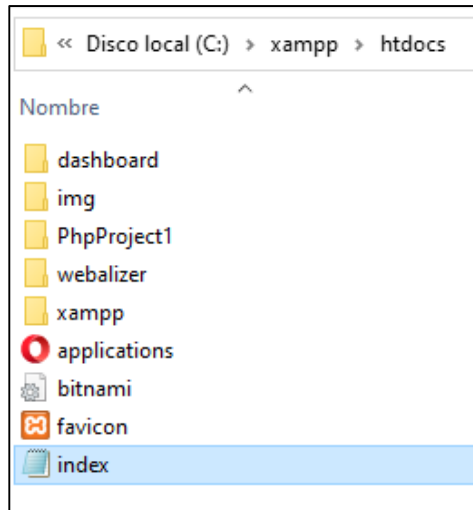 « Disco local (C:) > xampp > htdocs
Nombre
dashboard
img
PhpProject1
webalizer
xampp
applications
bitnami
favicon
index